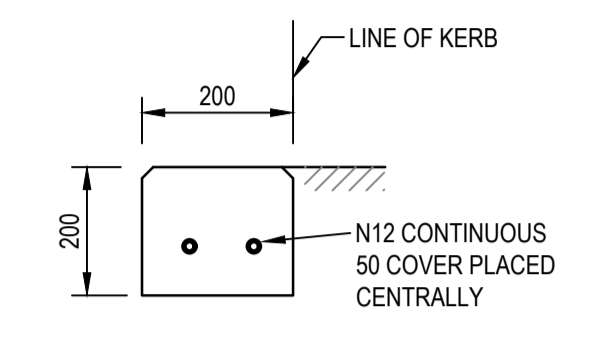 LINE OF KERB
200
200
N12 CONTINUOUS
50 COVER PLACED
CENTRALLY